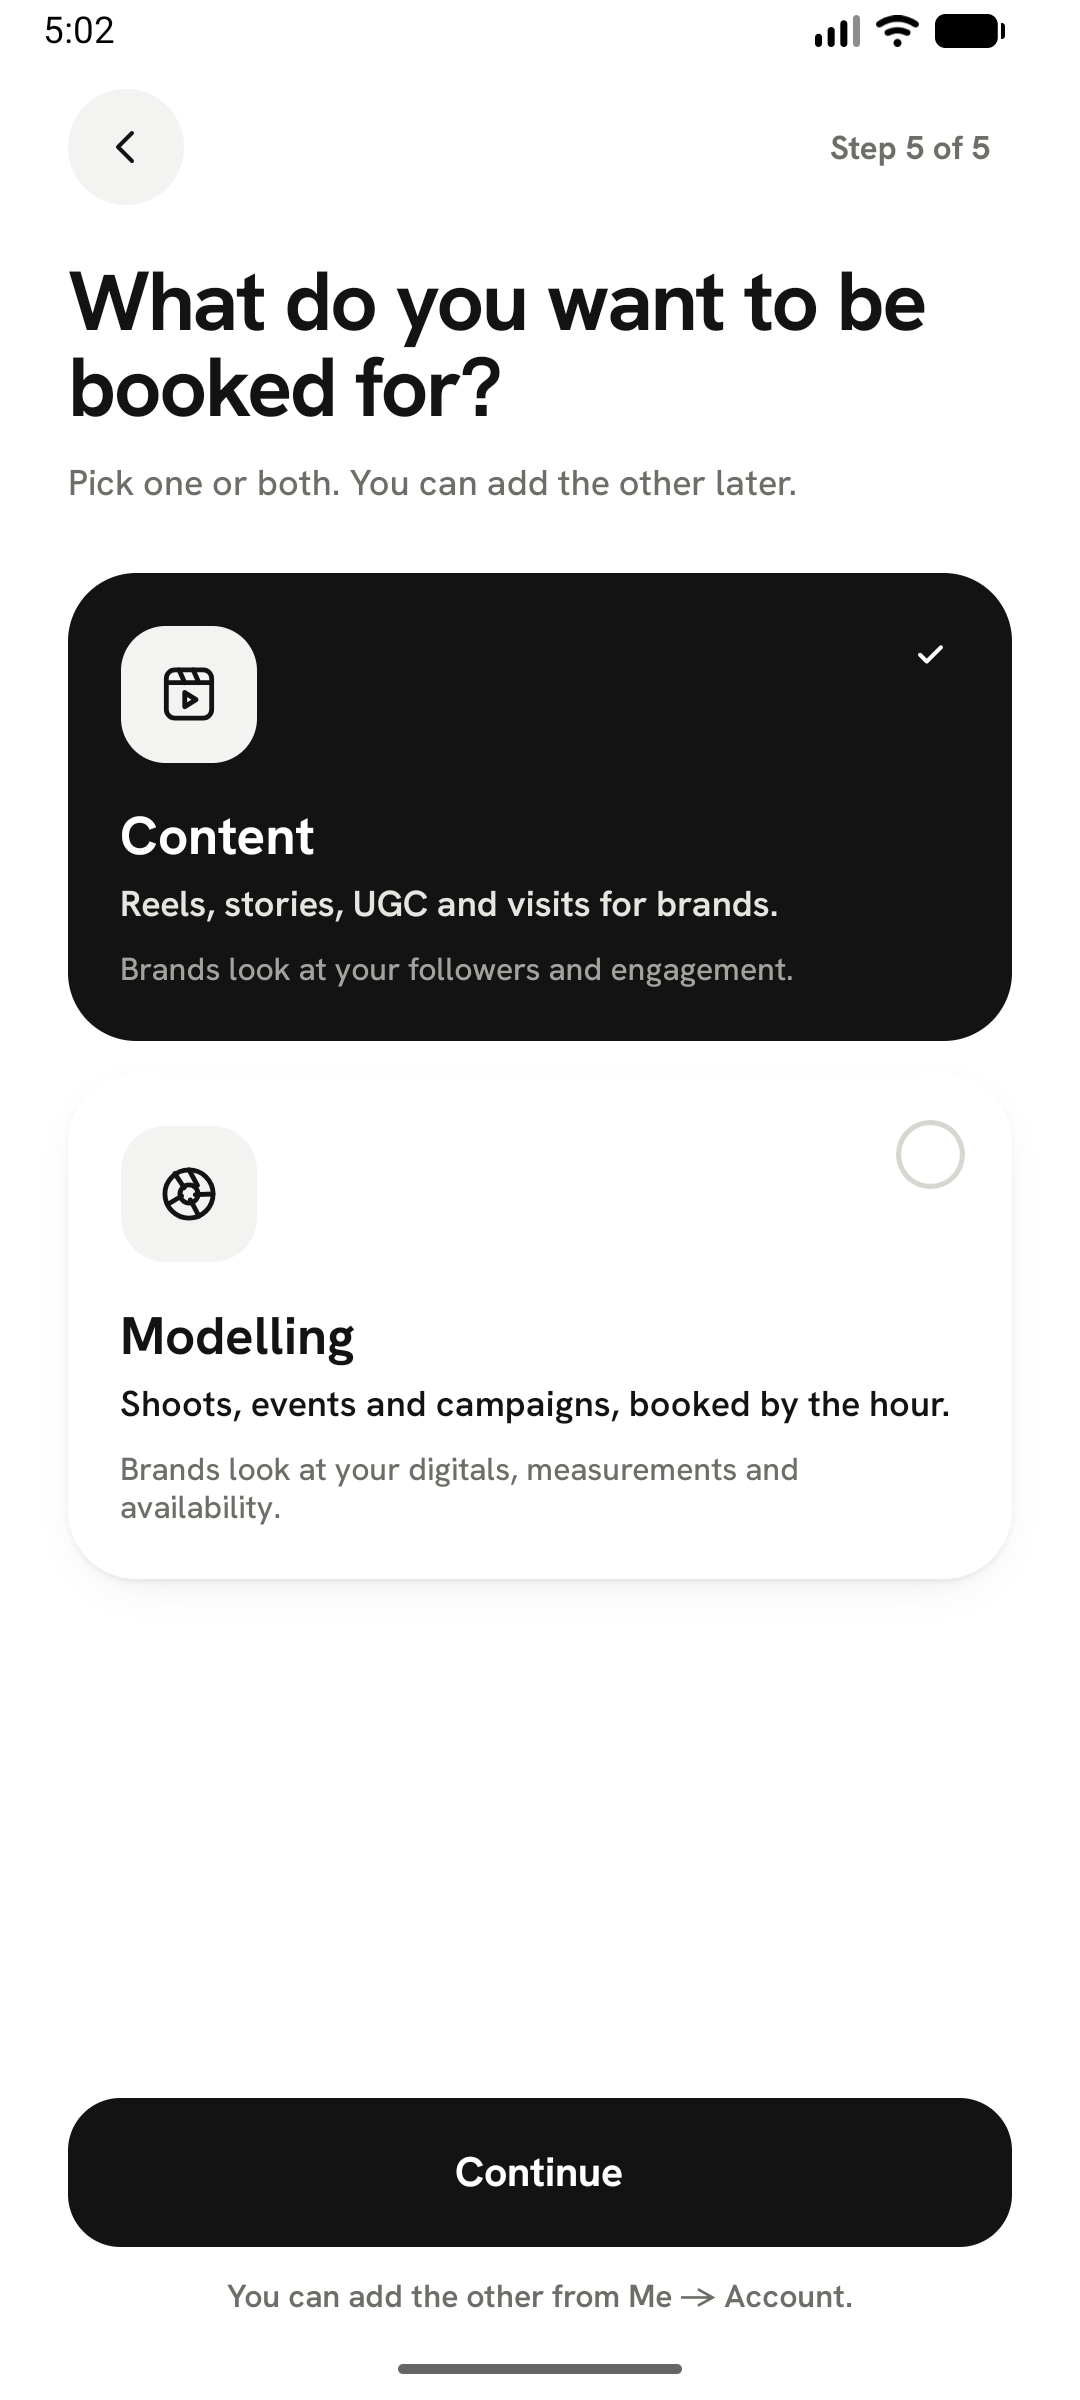 5:02
Step 5 of 5
What do you want to be
booked for?
Pick one or both. You can add the other later.
Content
Reels, stories, UGC and visits for brands.
Brands look at your followers and engagement.
Modelling
Shoots, events and campaigns, booked by the hour.
Brands look at your digitals, measurements and
availability.
Continue
You can add the other from Me → Account.